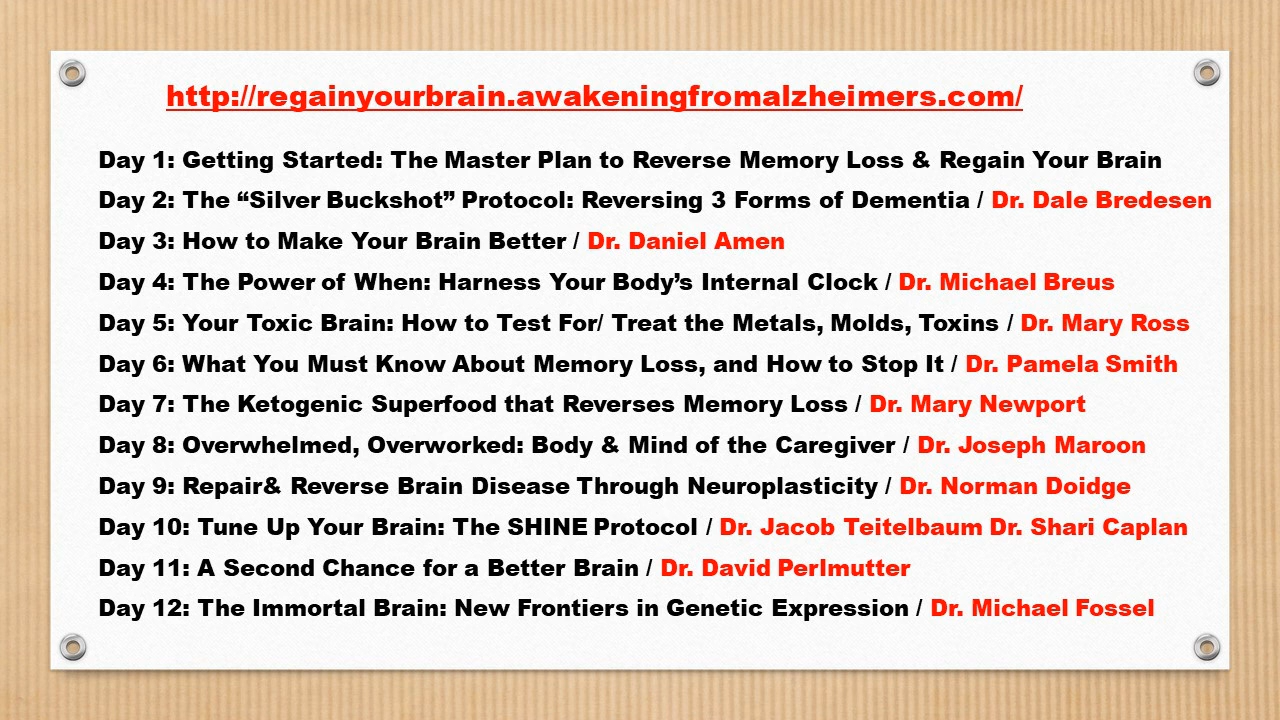 http://regainyourbrain.awakeningfromalzheimers.com/
Day 1: Getting Started: The Master Plan to Reverse Memory Loss & Regain Your Brain
Day 2: The “Silver Buckshot” Protocol: Reversing 3 Forms of Dementia / Dr. Dale Bredesen
Day 3: How to Make Your Brain Better / Dr. Daniel Amen
Day 4: The Power of When: Harness Your Body’s Internal Clock / Dr. Michael Breus
Day 5: Your Toxic Brain: How to Test For/ Treat the Metals, Molds, Toxins / Dr. Mary Ross
Day 6: What You Must Know About Memory Loss, and How to Stop It / Dr. Pamela Smith
Day 7: The Ketogenic Superfood that Reverses Memory Loss / Dr. Mary Newport
Day 8: Overwhelmed, Overworked: Body & Mind of the Caregiver / Dr. Joseph Maroon
Day 9: Repair& Reverse Brain Disease Through Neuroplasticity / Dr. Norman Doidge
Day 10: Tune Up Your Brain: The SHINE Protocol / Dr. Jacob Teitelbaum Dr. Shari Caplan
Day 11: A Second Chance for a Better Brain / Dr. David Perlmutter
Day 12: The Immortal Brain: New Frontiers in Genetic Expression / Dr. Michael Fossel